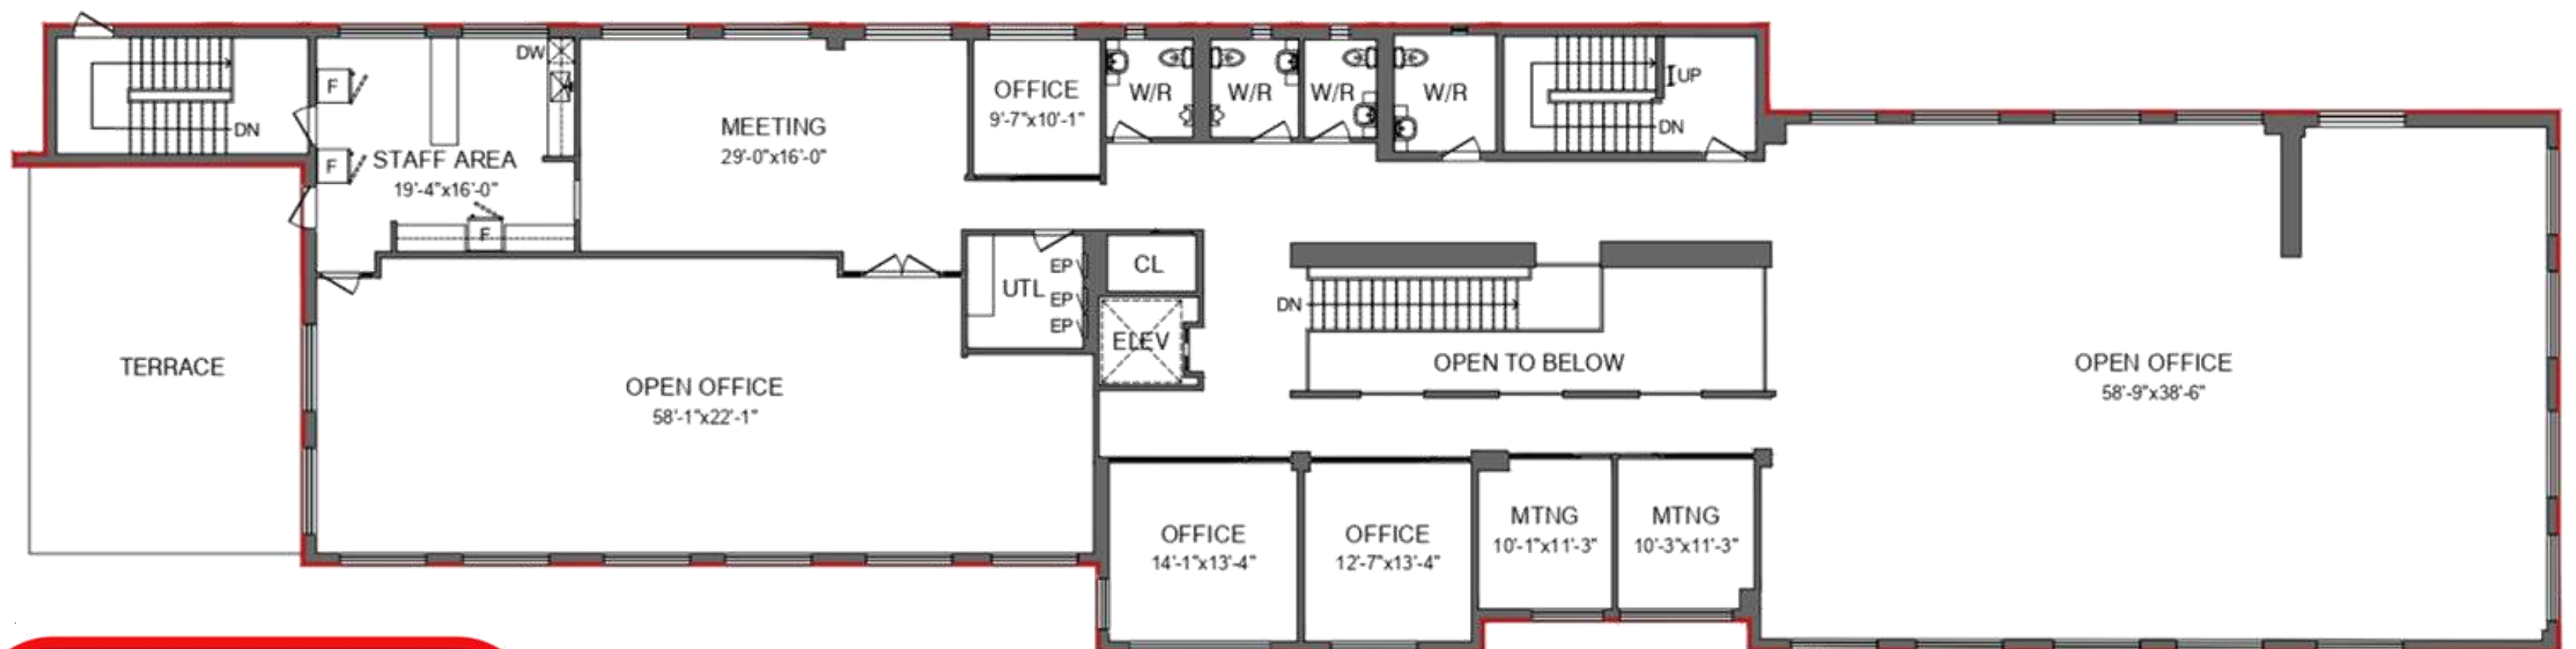 DN
F
F
STAFF AREA
19'-4"x16'-0"
F
DW
MEETING
29'-0"x16'-0"
OFFICE
9'-7"x10'-1"
W/R
W/R
W/R
W/R
UP
DN
TERRACE
OPEN OFFICE
58'-1"x22'-1"
UTL
EP
EP
EP
CL
ELEV
DN
OPEN TO BELOW
OPEN OFFICE
58'-9"x38'-6"
OFFICE
14'-1"x13'-4"
OFFICE
12'-7"x13'-4"
MTNG
10'-1"x11'-3"
MTNG
10'-3"x11'-3"